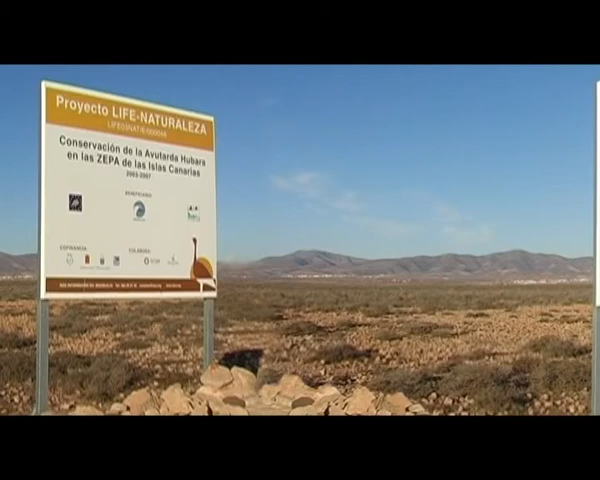 Proyecto LIFE-NATURALEZA
Conservación de la Avutarda Hubara
en las ZEPA de las Islas Canarias
2003-2007
BENEFICIARIO:
COFINANCIA:
COLABORA: